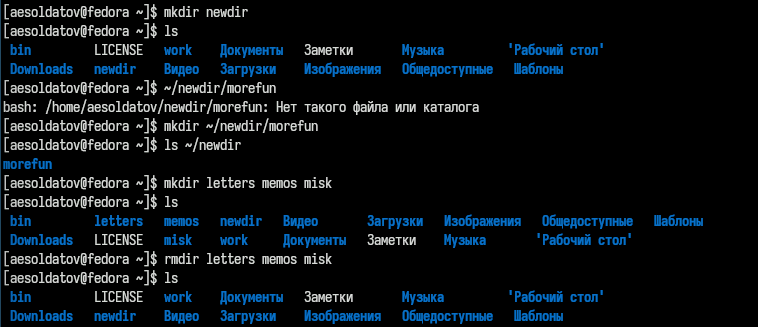 [aesoldatov@fedora ~]$ mkdir newdir
[aesoldatov@fedora ~]$ ls
bin LICENSE work Документы Заметки Музыка 'Рабочий стол'
Downloads newdir Видео Загрузки Изображения Общедоступные Шаблоны
[aesoldatov@fedora ~]$ ~/newdir/morefun
bash: /home/aesoldatov/newdir/morefun: Нет такого файла или каталога
[aesoldatov@fedora ~]$ mkdir ~/newdir/morefun
[aesoldatov@fedora ~]$ ls ~/newdir
morefun
[aesoldatov@fedora ~]$ mkdir letters memos misk
[aesoldatov@fedora ~]$ ls
bin letters memos newdir Видео Загрузки Изображения Общедоступные Шаблоны
Downloads LICENSE misk work Документы Заметки Музыка 'Рабочий стол'
[aesoldatov@fedora ~]$ rmdir letters memos misk
[aesoldatov@fedora ~]$ ls
bin LICENSE work Документы Заметки Музыка 'Рабочий стол'
Downloads newdir Видео Загрузки Изображения Общедоступные Шаблоны